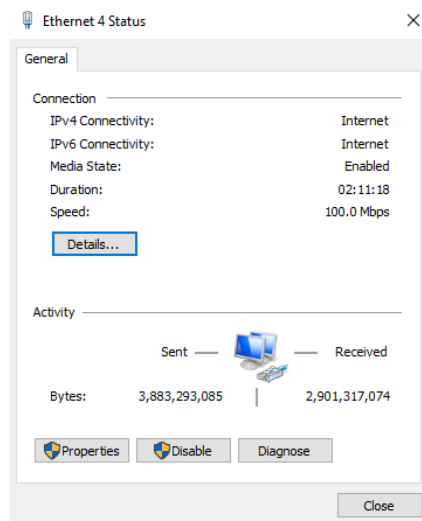 Ethernet 4 Status
General
Connection
IPv4 Connectivity: Internet
IPv6 Connectivity: Internet
Media State: Enabled
Duration: 02:11:18
Speed: 100.0 Mbps
Details...
Activity
Sent Received
Bytes: 3,883,293,085 2,901,317,074
Properties Disable Diagnose
Close